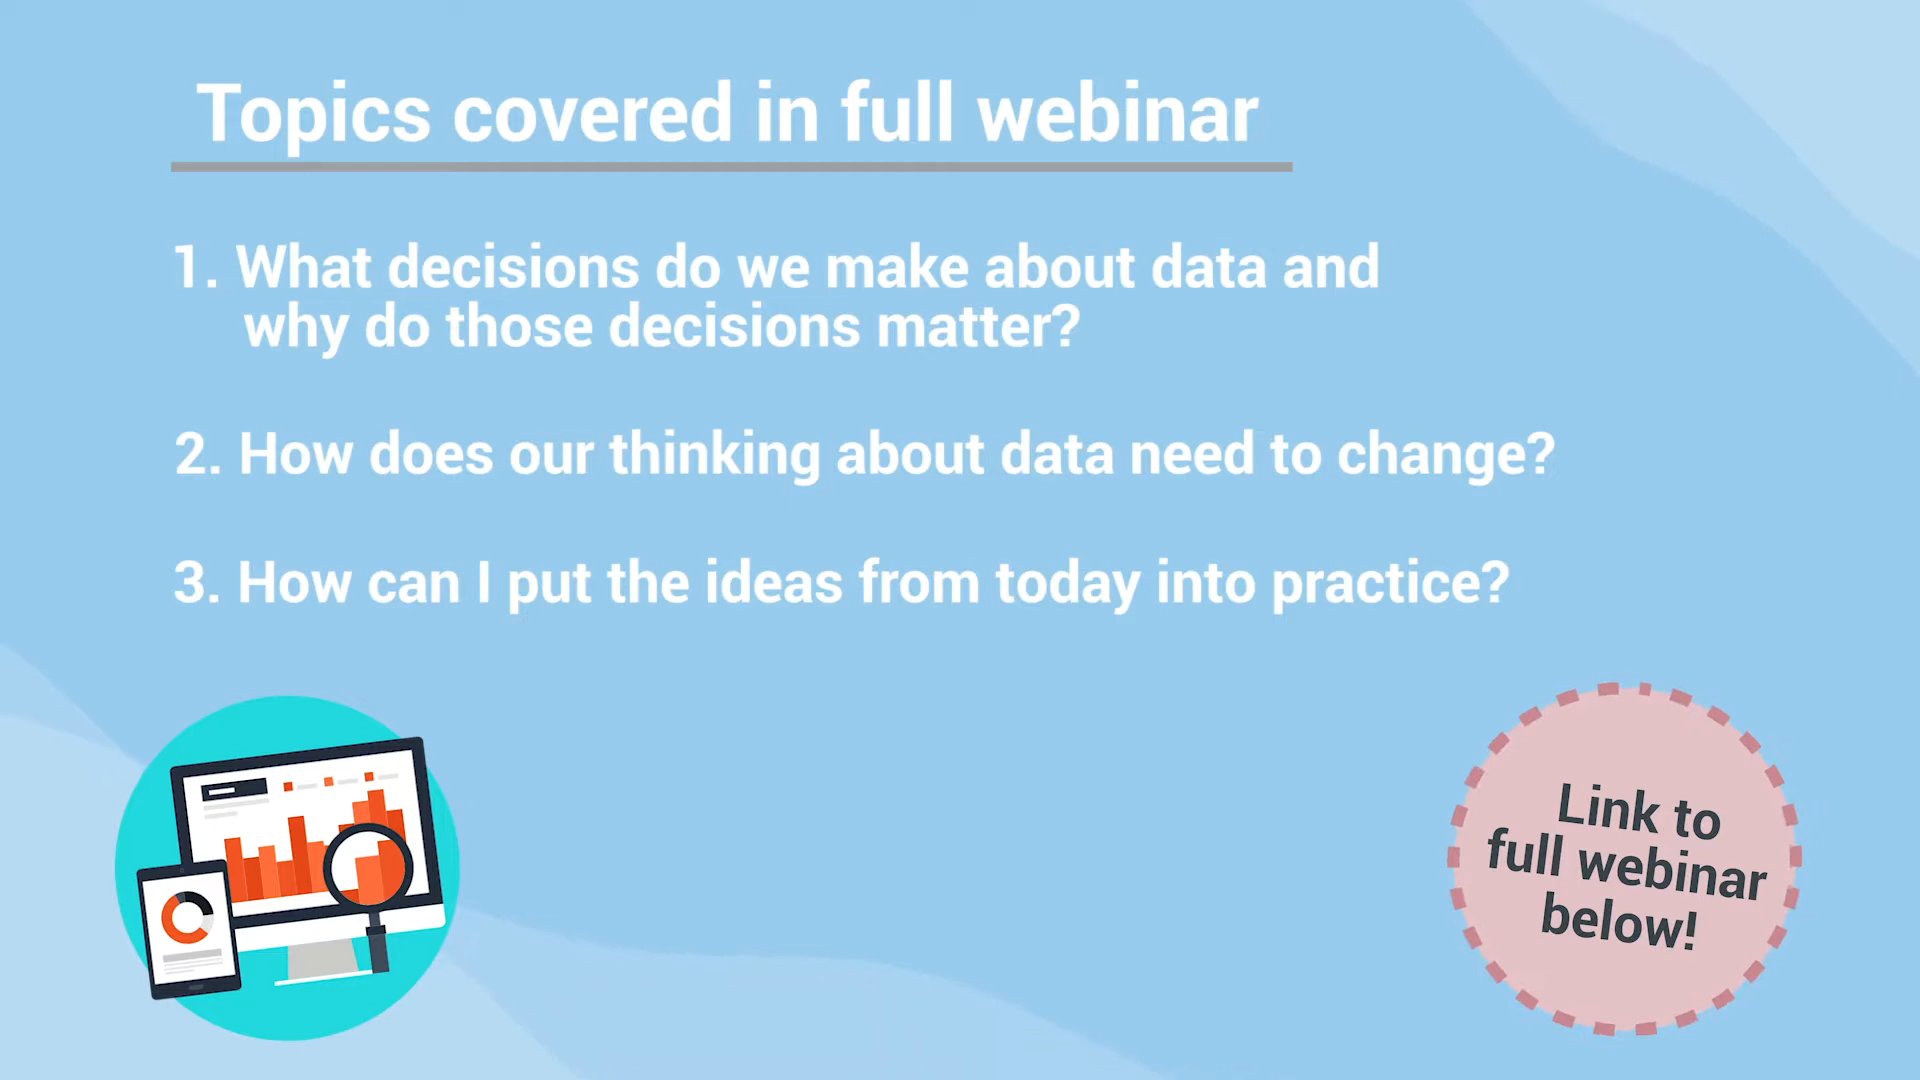 Topics covered in full webinar
1. What decisions do we make about data and
why do those decisions matter?
2. How does our thinking about data need to change?
3. How can I put the ideas from today into practice?
Link to
full webinar
below!